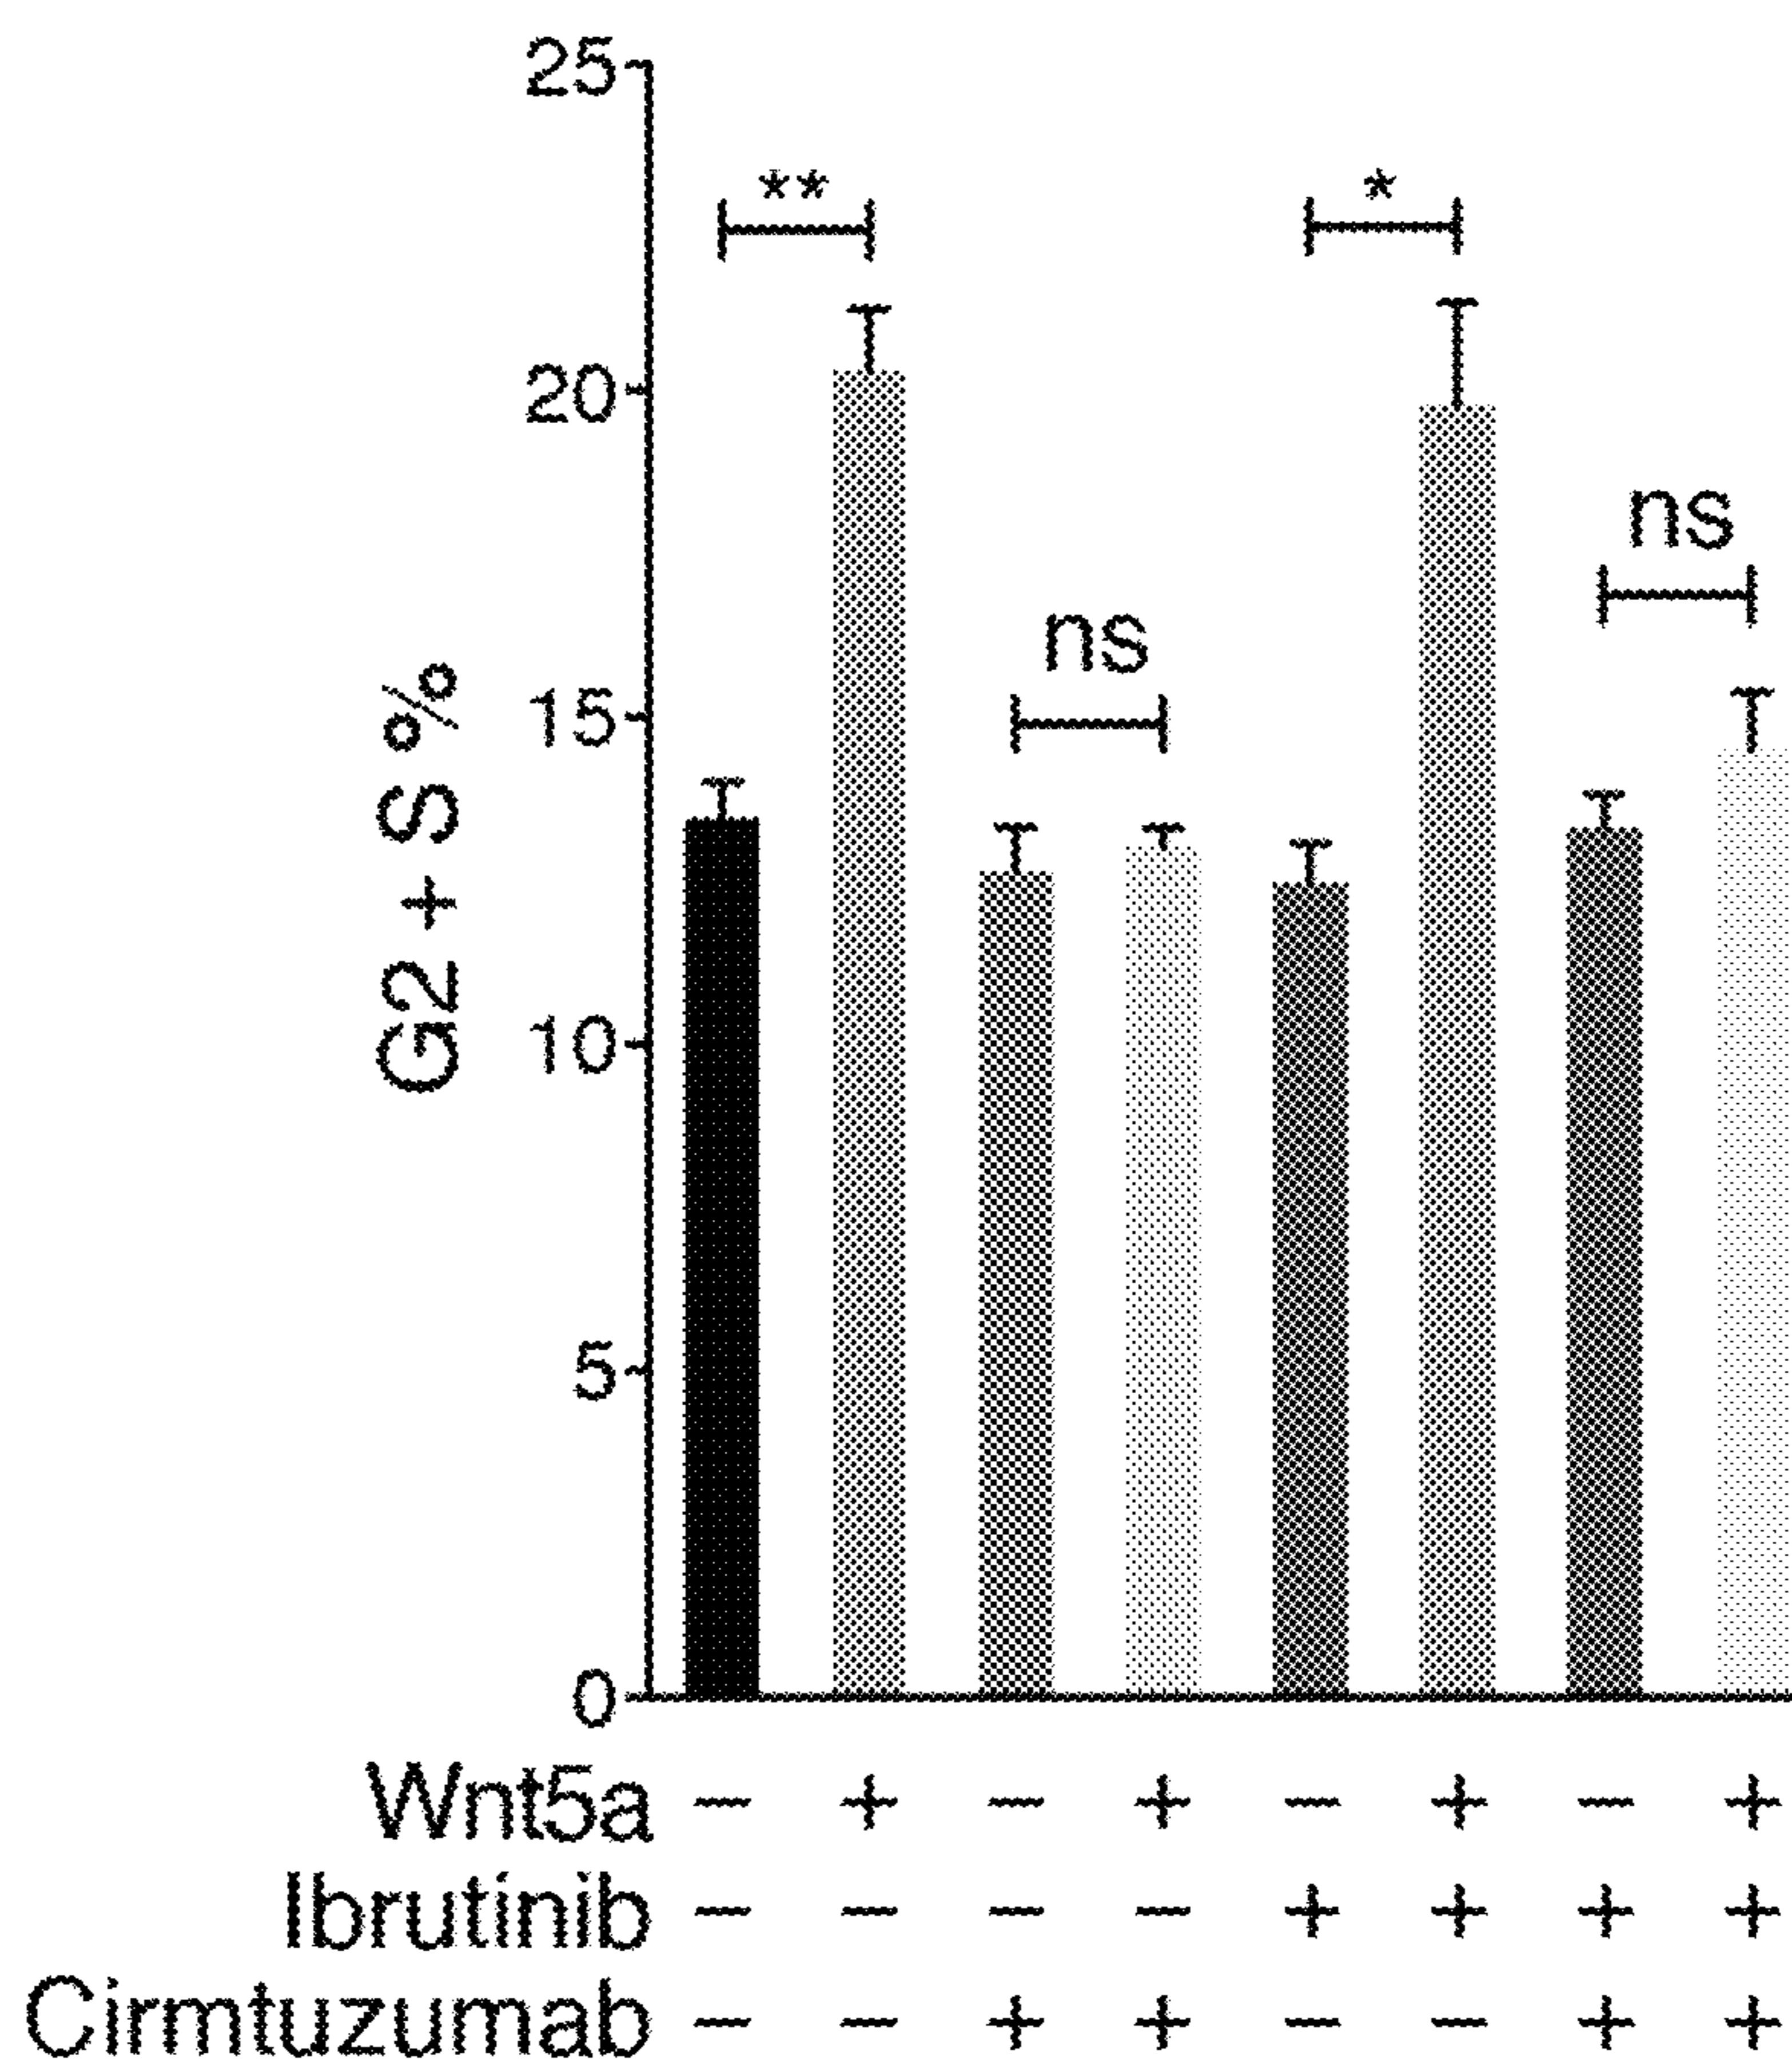 25
** *
20
ns
ns
15
G2 + S %
10
5
0
Wnt5a − + − + − + − +
Ibrutinib − − − − + + + +
Cirmtuzumab − − + + − − + +